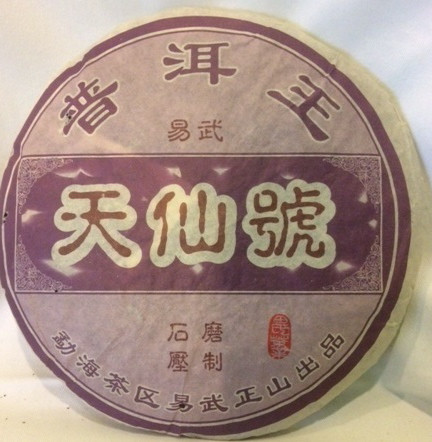 普洱王
易武
天仙號
石磨
壓制
勐海茶区易武正山出品